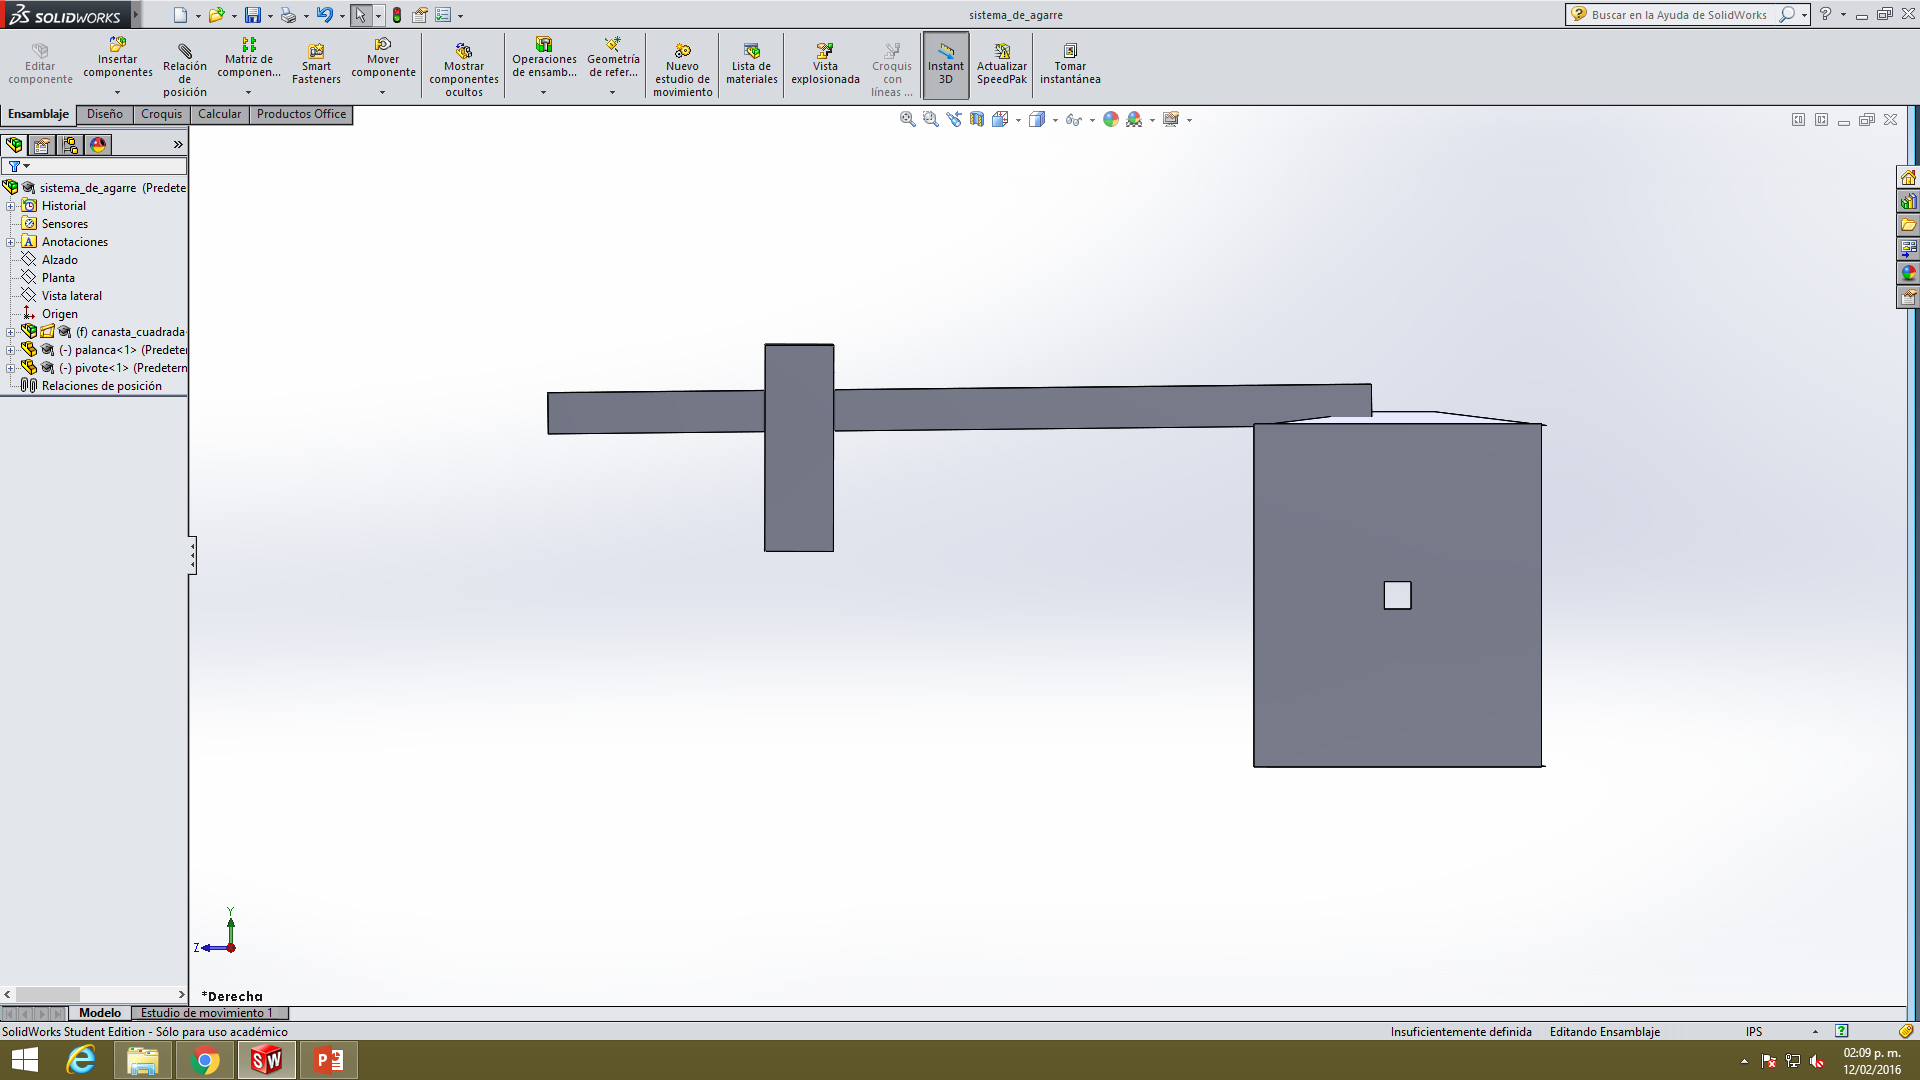 SOLIDWORKS
sistema_de_agarre
Buscar en la Ayuda de SolidWorks
?
Editar
componente
Insertar
componentes
Relación
de
posición
Matriz de
componen...
Smart
Fasteners
Mover
componente
Mostrar
componentes
ocultos
Operaciones
de ensamb...
Geometría
de refer...
Nuevo
estudio de
movimiento
Lista de
materiales
Vista
explosionada
Croquis
con
líneas ...
Instant
3D
Actualizar
SpeedPak
Tomar
instantánea
Ensamblaje
Diseño
Croquis
Calcular
Productos Office
sistema_de_agarre (Predete
Historial
Sensores
Anotaciones
Alzado
Planta
Vista lateral
Origen
(f) canasta_cuadrada
(-) palanca<1> (Predeter
(-) pivote<1> (Predetern
Relaciones de posición
Y
Z
*Derecha
Modelo
Estudio de movimiento 1
SolidWorks Student Edition - Sólo para uso académico
Insuficientemente definida
Editando Ensamblaje
IPS
?
02:09 p. m.
12/02/2016